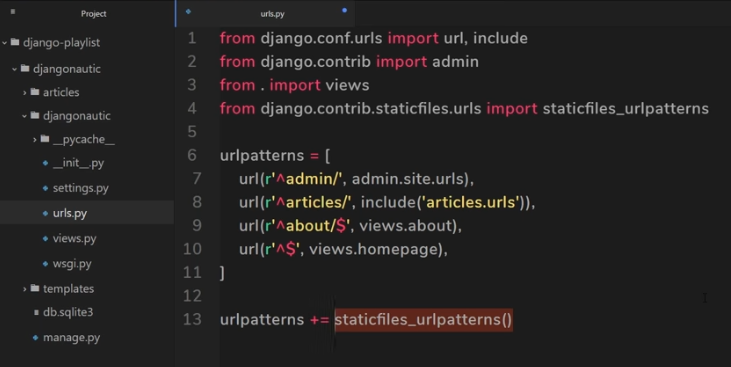 Project
django-playlist
djangonautic
articles
djangonautic
__pycache__
__init__.py
settings.py
urls.py
views.py
wsgi.py
templates
db.sqlite3
manage.py
urls.py
1 from django.conf.urls import url, include
2 from django.contrib import admin
3 from . import views
4 from django.contrib.staticfiles.urls import staticfiles_urlpatterns
5
6 urlpatterns = [
7 url(r'^admin/', admin.site.urls),
8 url(r'^articles/', include('articles.urls')),
9 url(r'^about/$', views.about),
10 url(r'^$', views.homepage),
11 ]
12
13 urlpatterns += staticfiles_urlpatterns()